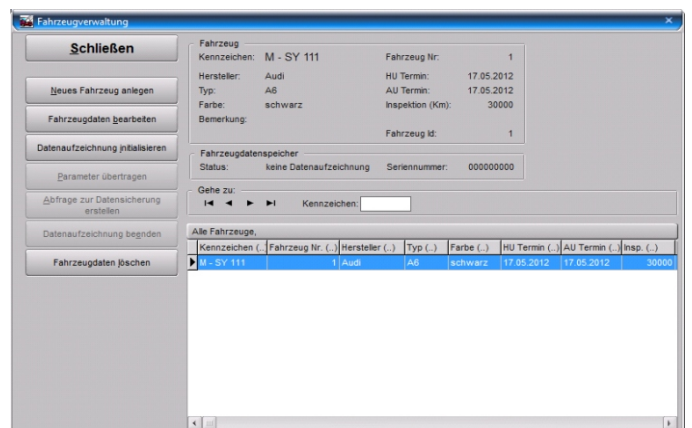 Fahrzeugverwaltung
Schließen
Neues Fahrzeug anlegen
Fahrzeugdaten bearbeiten
Datenaufzeichnung initialisieren
Parameter übertragen
Abfrage zur Datensicherung
erstellen
Datenaufzeichnung beenden
Fahrzeugdaten löschen
Fahrzeug
Kennzeichen: M - SY 111 Fahrzeug Nr: 1
Hersteller: Audi HU Termin: 17.05.2012
Typ: A6 AU Termin: 17.05.2012
Farbe: schwarz Inspektion (Km): 30000
Bemerkung:
Fahrzeug Id: 1
Fahrzeugdatenspeicher
Status: keine Datenaufzeichnung Seriennummer: 000000000
Gehe zu:
Kennzeichen:
Alle Fahrzeuge,
Kennzeichen (.. Fahrzeug Nr. (..) Hersteller (..) Typ (..) Farbe (..) HU Termin (..) AU Termin (..) Insp. (..)
M - SY 111 1 Audi A6 schwarz 17.05.2012 17.05.2012 30000